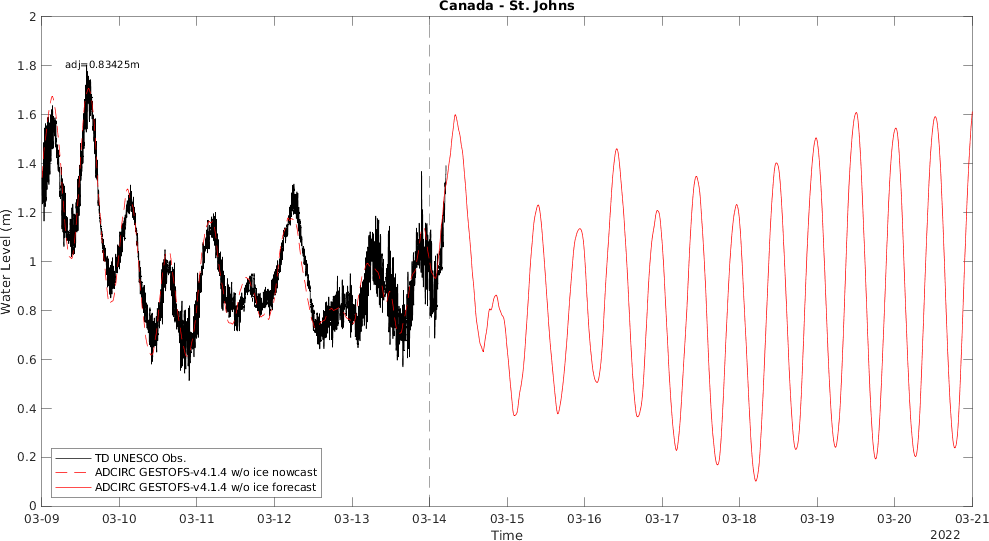 Canada - St. Johns
2
1.8
1.6
1.4
1.2
1
0.8
0.6
0.4
0.2
0
Water Level (m)
adj=0.83425m
TD UNESCO Obs.
ADCIRC GESTOFS-v4.1.4 w/o ice nowcast
ADCIRC GESTOFS-v4.1.4 w/o ice forecast
03-09 03-10 03-11 03-12 03-13 03-14 03-15 03-16 03-17 03-18 03-19 03-20 03-21
Time
2022